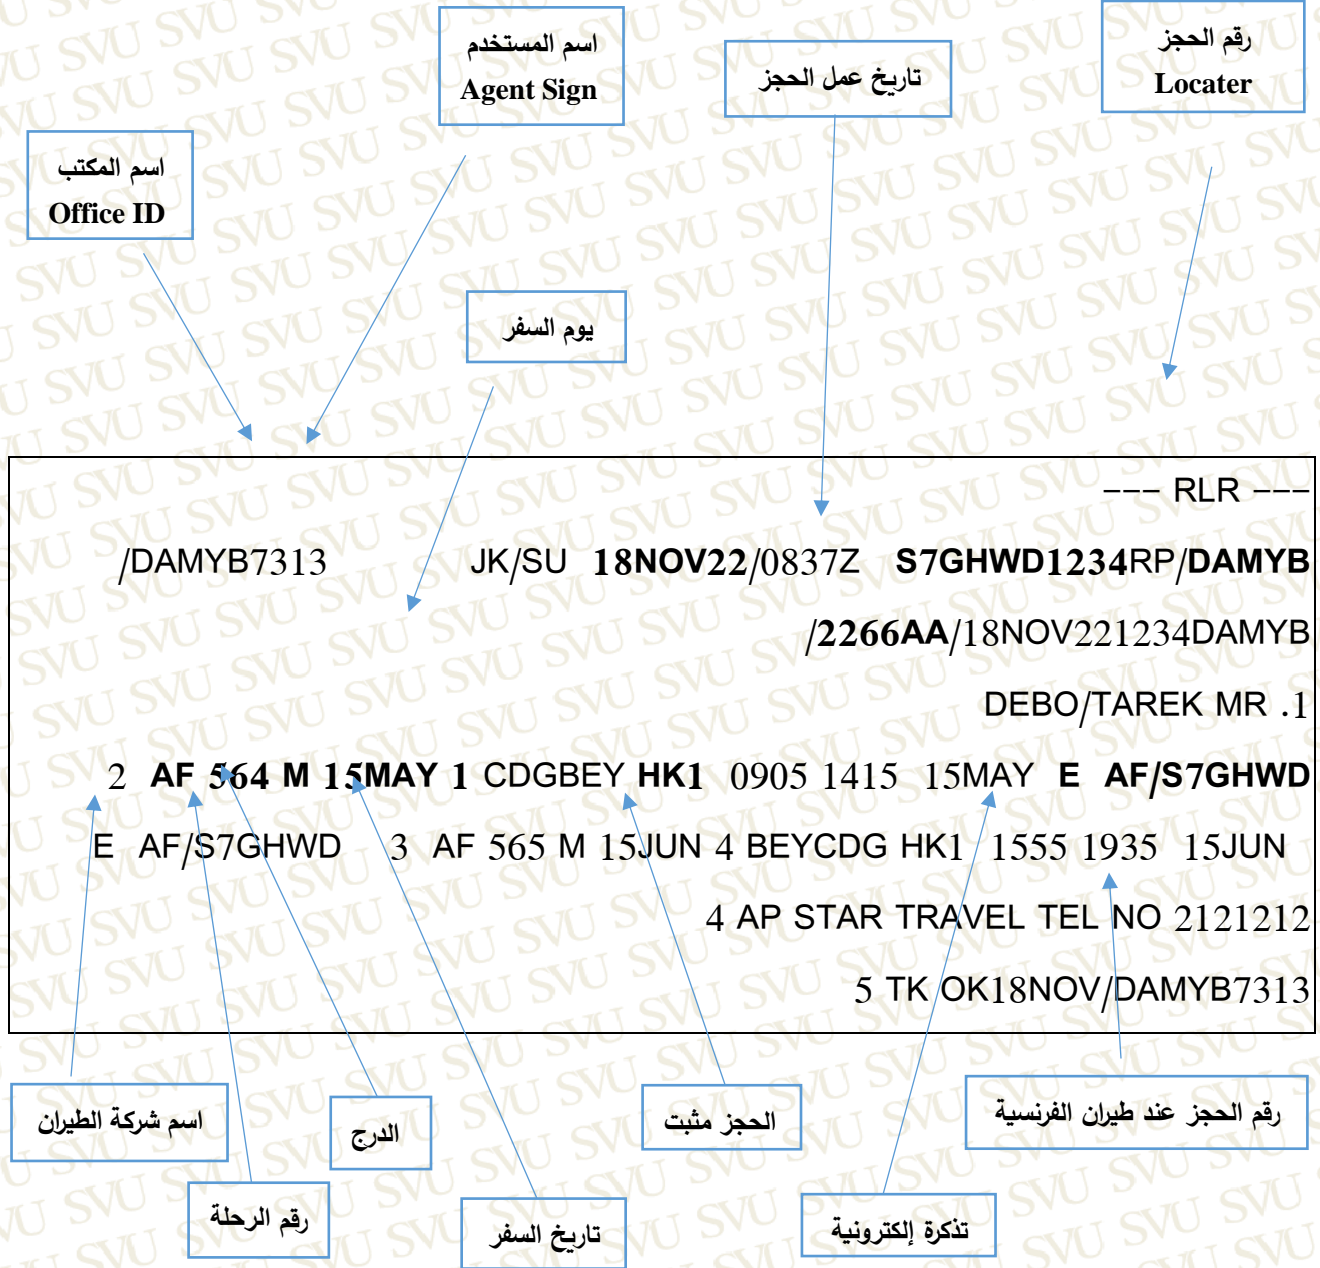 اسم المستخدم
Agent Sign
تاريخ عمل الحجز
رقم الحجز
Locater
اسم المكتب
Office ID
يوم السفر
--- RLR ---
/DAMYB7313 JK/SU 18NOV22/0837Z S7GHWD1234RP/DAMYB
/2266AA/18NOV221234DAMYB
DEBO/TAREK MR .1
2 AF 564 M 15MAY 1 CDGBEY HK1 0905 1415 15MAY E AF/S7GHWD
E AF/S7GHWD 3 AF 565 M 15JUN 4 BEYCDG HK1 1555 1935 15JUN
4 AP STAR TRAVEL TEL NO 2121212
5 TK OK18NOV/DAMYB7313
اسم شركة الطيران
الدرج
الحجز مثبت
رقم الحجز عند طيران الفرنسية
رقم الرحلة
تاريخ السفر
تذكرة إلكترونية